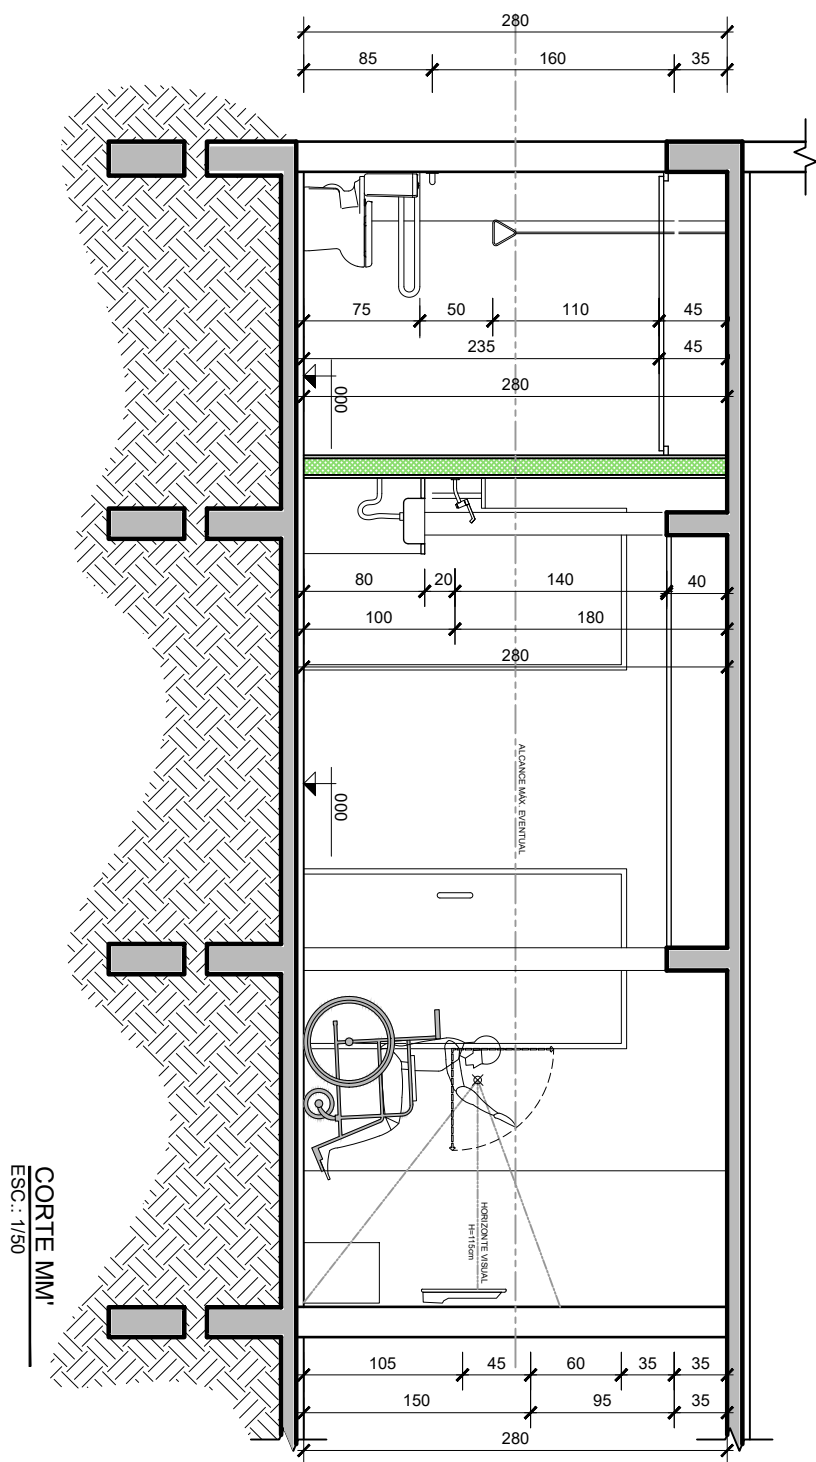 280
85 160 35
75 50 110 45
235 45
280
000
80 20 140 40
100 180
280
ALCANCE MÁX. EVENTUAL
000
HORIZONTE VISUAL
H=115cm
105 45 60 35 35
150 95 35
280
CORTE MM'
ESC.: 1/50